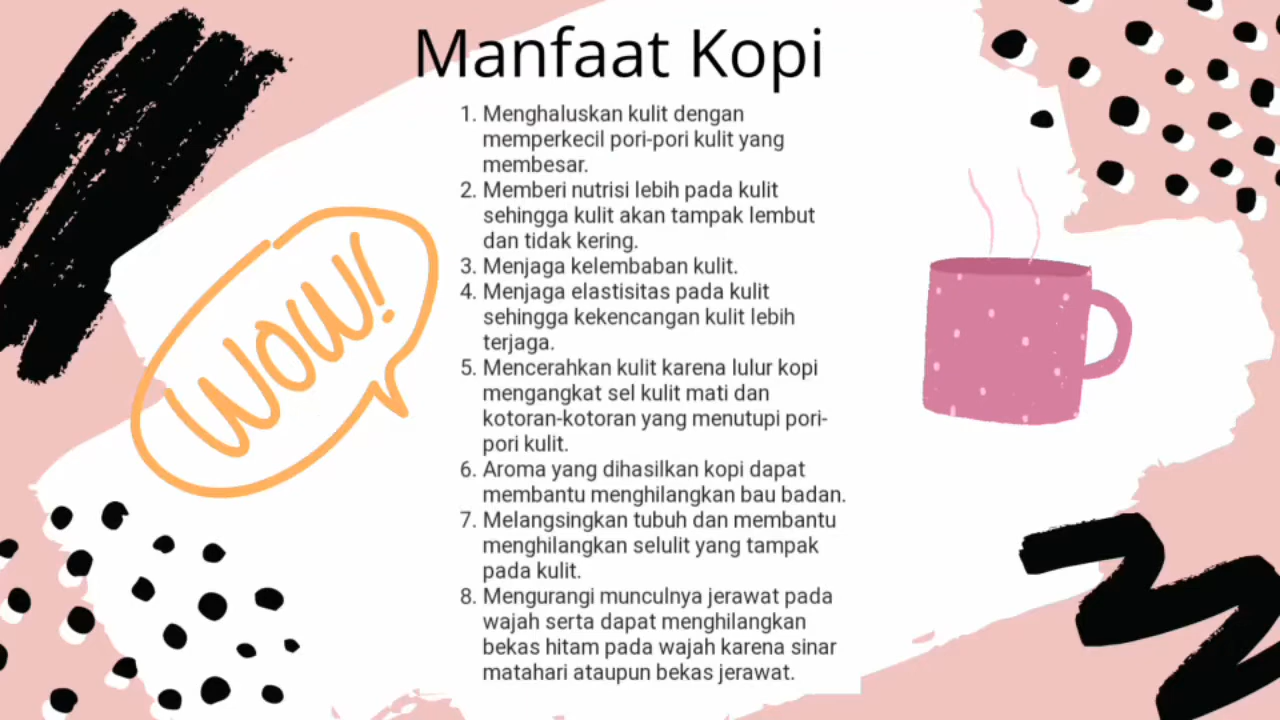 Manfaat Kopi
1. Menghaluskan kulit dengan
memperkecil pori-pori kulit yang
membesar.
2. Memberi nutrisi lebih pada kulit
sehingga kulit akan tampak lembut
dan tidak kering.
3. Menjaga kelembaban kulit.
4. Menjaga elastisitas pada kulit
sehingga kekencangan kulit lebih
terjaga.
5. Mencerahkan kulit karena lulur kopi
mengangkat sel kulit mati dan
kotoran-kotoran yang menutupi pori-
pori kulit.
6. Aroma yang dihasilkan kopi dapat
membantu menghilangkan bau badan.
7. Melangsingkan tubuh dan membantu
menghilangkan selulit yang tampak
pada kulit.
8. Mengurangi munculnya jerawat pada
wajah serta dapat menghilangkan
bekas hitam pada wajah karena sinar
matahari ataupun bekas jerawat.
WOW!